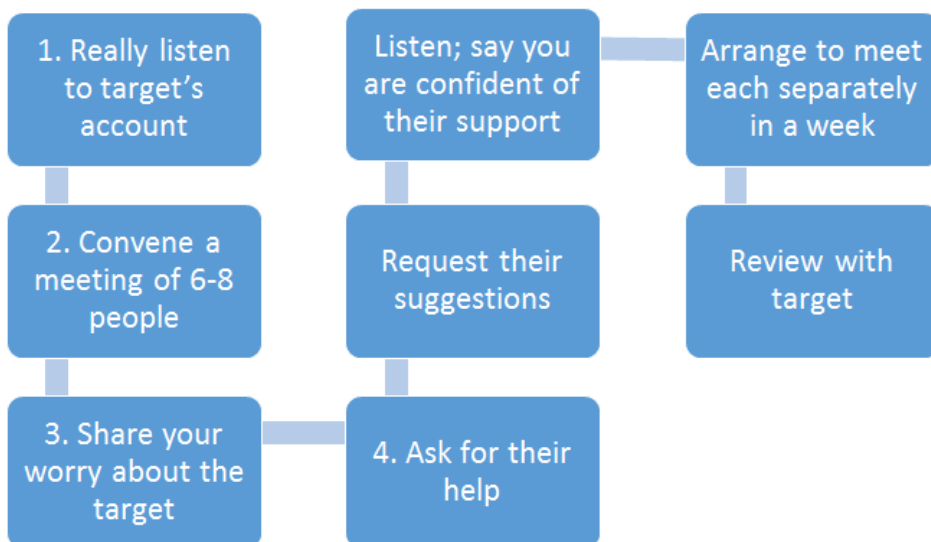 1. Really listen
to target’s
account
2. Convene a
meeting of 6-8
people
3. Share your
worry about the
target
4. Ask for their
help
Request their
suggestions
Listen; say you
are confident of
their support
Arrange to meet
each separately
in a week
Review with
target